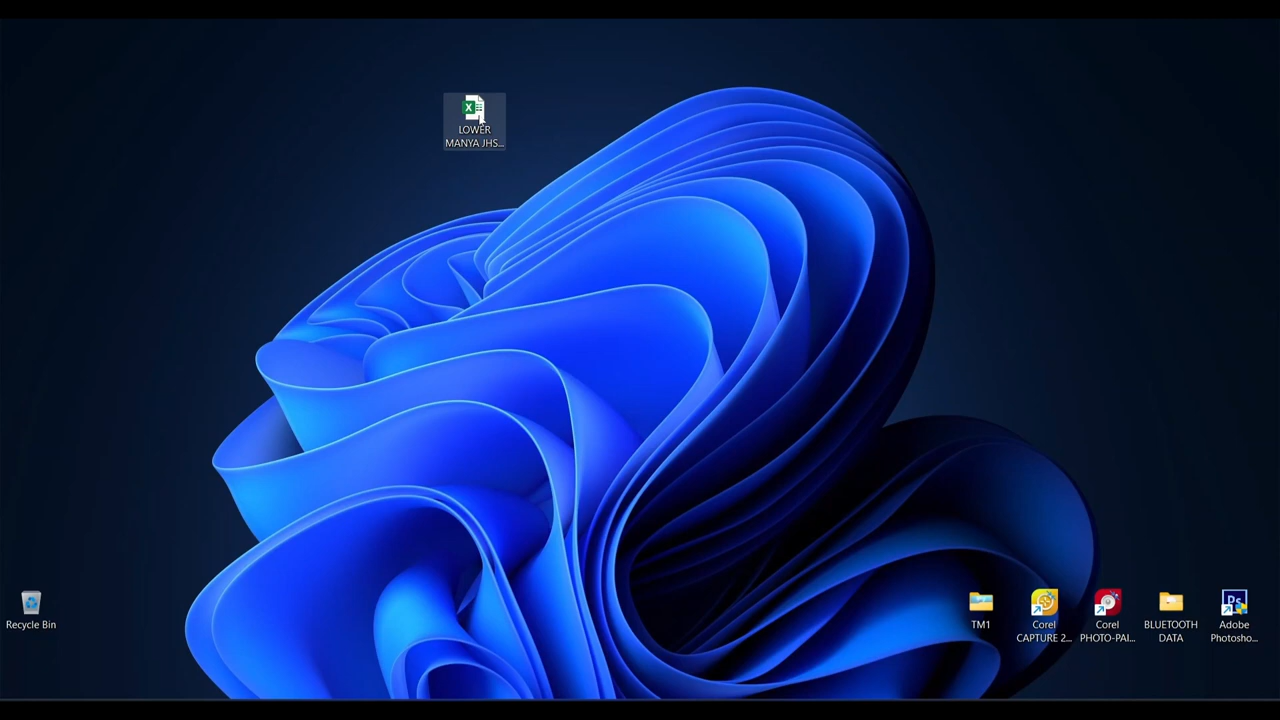 LOWER
MANYA JHS...
Recycle Bin
TM1
Corel
CAPTURE 2...
Corel
PHOTO-PAI...
BLUETOOTH
DATA
Adobe
Photosho...